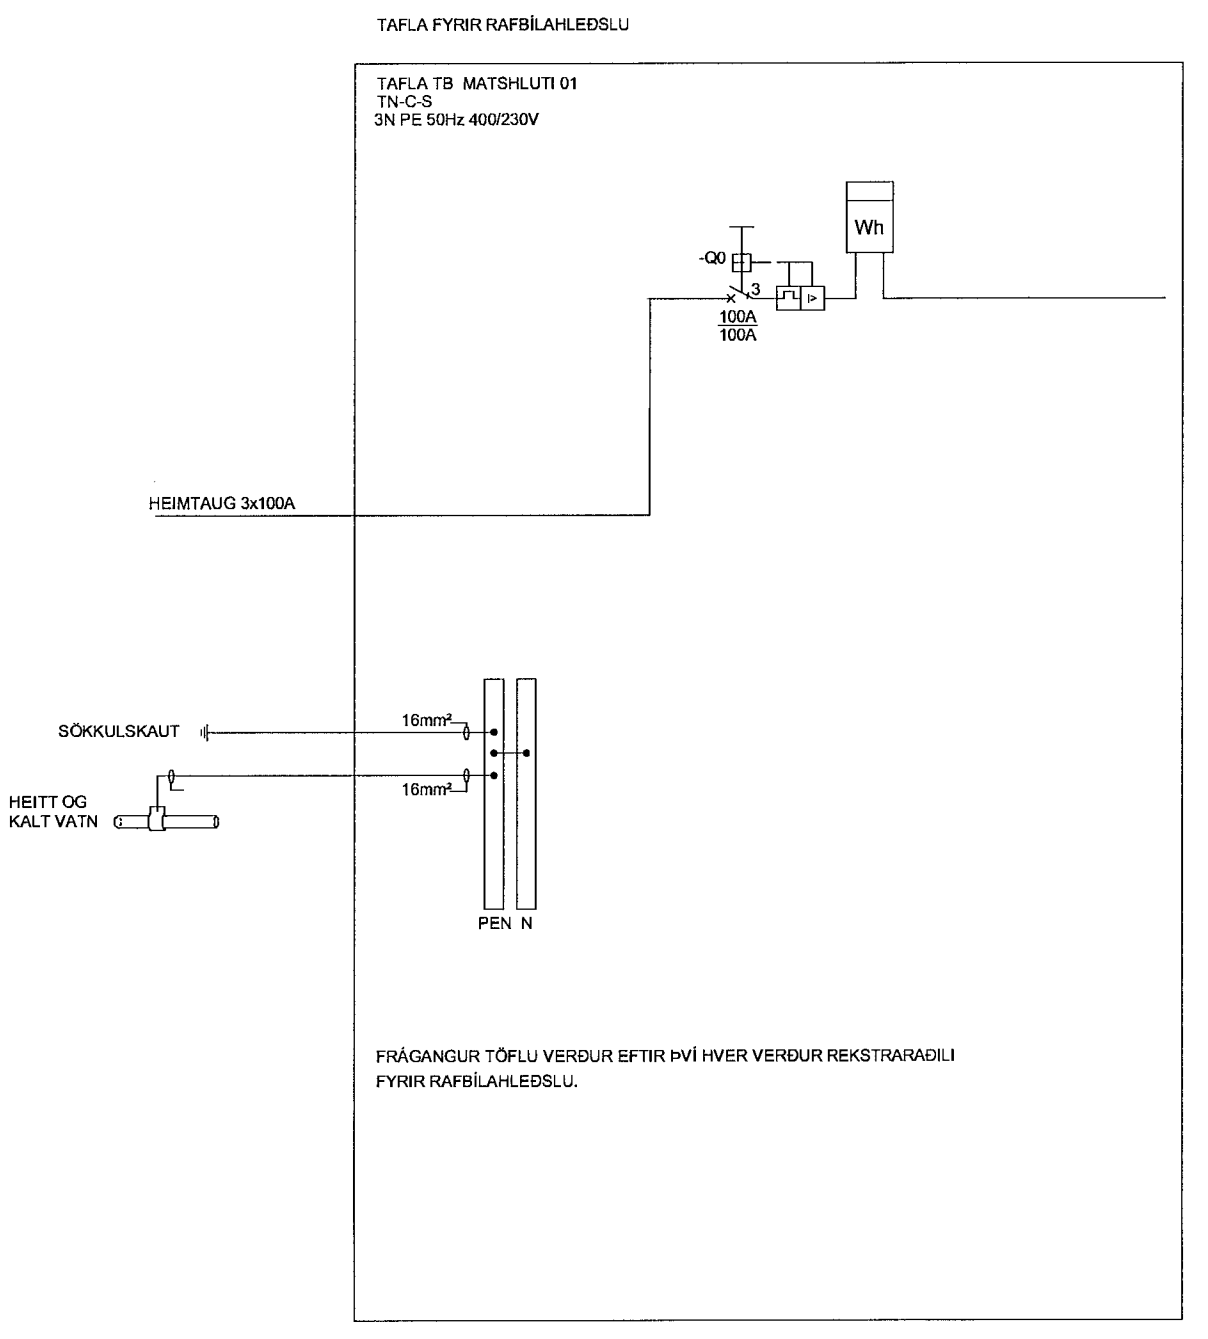 TAFLA FYRIR RAFBÍLAHLEÐSLU
TAFLA TB MATSHLUTI 01
TN-C-S
3N PE 50Hz 400/230V
Wh
-Q0
3
100A
100A
HEIMTAUG 3x100A
SÖKKULSKAUT
16mm²
16mm²
HEITT OG
KALT VATN
PEN N
FRÁGANGUR TÖFLU VERÐUR EFTIR ÞVÍ HVER VERÐUR REKSTRARAÐILI
FYRIR RAFBÍLAHLEÐSLU.